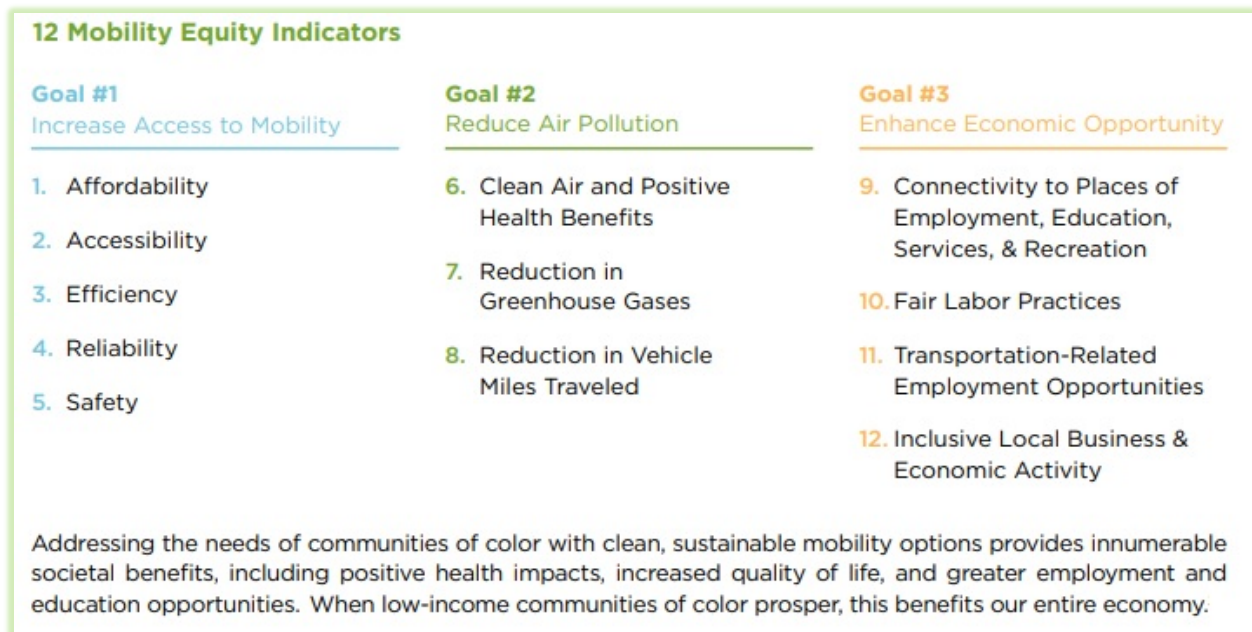 12 Mobility Equity Indicators
Goal #1
Increase Access to Mobility
1. Affordability
2. Accessibility
3. Efficiency
4. Reliability
5. Safety
Goal #2
Reduce Air Pollution
6. Clean Air and Positive
Health Benefits
7. Reduction in
Greenhouse Gases
8. Reduction in Vehicle
Miles Traveled
Goal #3
Enhance Economic Opportunity
9. Connectivity to Places of
Employment, Education,
Services, & Recreation
10. Fair Labor Practices
11. Transportation-Related
Employment Opportunities
12. Inclusive Local Business &
Economic Activity
Addressing the needs of communities of color with clean, sustainable mobility options provides innumerable
societal benefits, including positive health impacts, increased quality of life, and greater employment and
education opportunities. When low-income communities of color prosper, this benefits our entire economy.